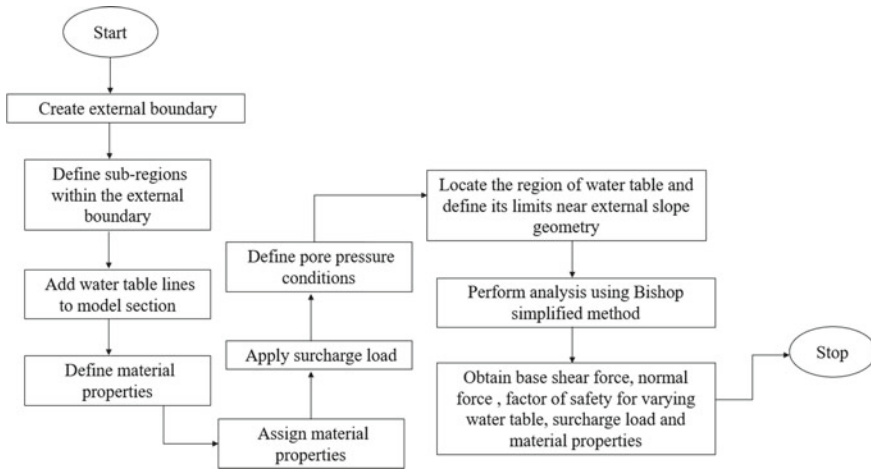 Start
Create external boundary
Define sub-regions
within the external
boundary
Add water table lines
to model section
Define material
properties
Assign material
properties
Apply surcharge load
Define pore pressure
conditions
Locate the region of water table and
define its limits near external slope
geometry
Perform analysis using Bishop
simplified method
Obtain base shear force, normal
force , factor of safety for varying
water table, surcharge load and
material properties
Stop